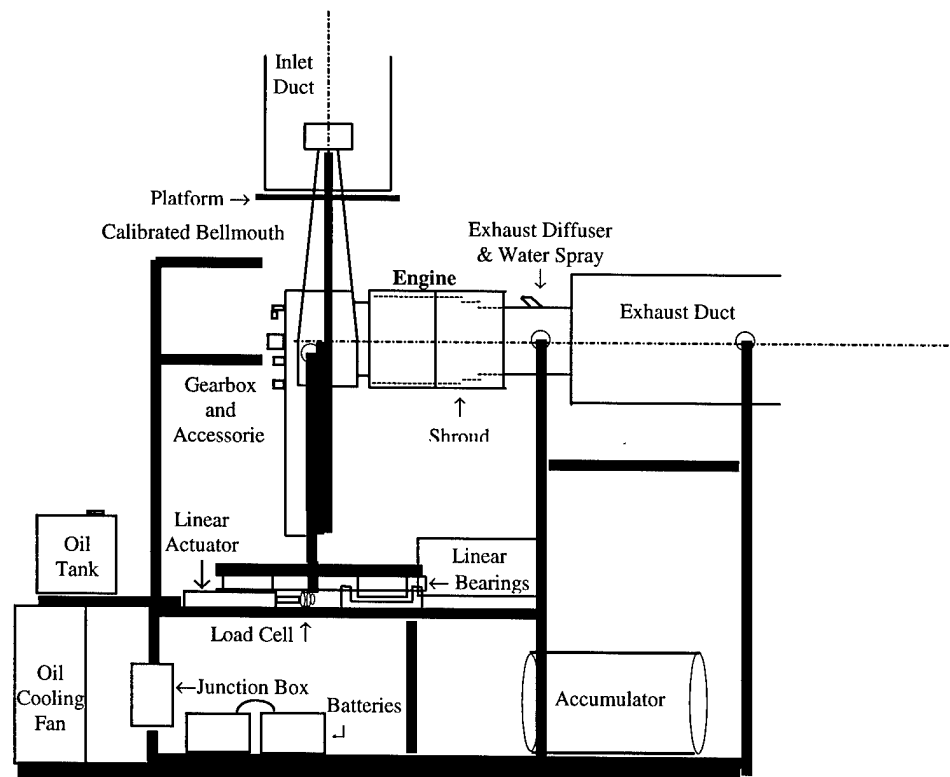 Inlet
Duct
Platform →
Calibrated Bellmouth
Exhaust Diffuser
& Water Spray
↓
Engine
Exhaust Duct
Gearbox
and
Accessorie
↑
Shroud
Linear
Actuator
Oil
Tank
Linear
← Bearings
Load Cell ↑
Oil
Cooling
Fan
←Junction Box
Batteries
Accumulator